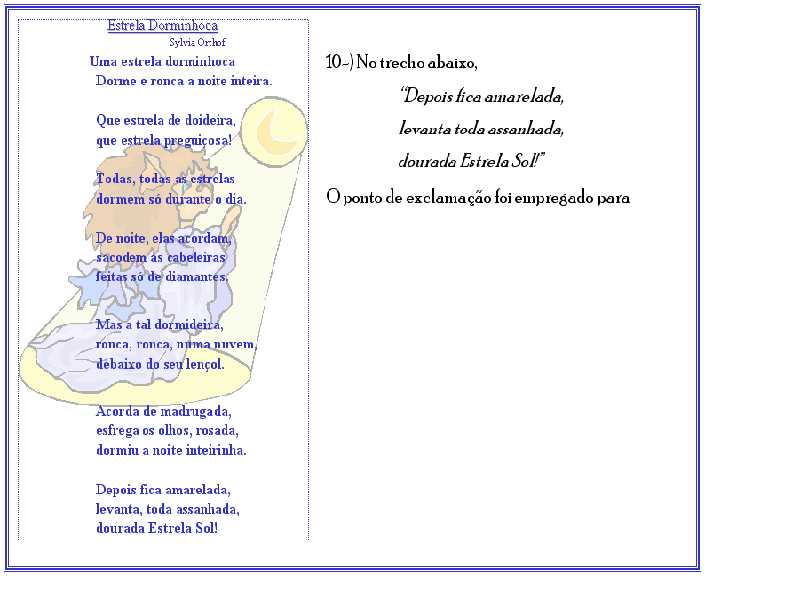 Estrela Dorminhoca
Sylvia Orthof
Uma estrela dorminhoca
Dorme e ronca a noite inteira.
Que estrela de doideira,
que estrela preguiçosa!
Todas, todas as estrelas
dormem só durante o dia.
De noite, elas acordam,
sacodem as cabeleiras
feitas só de diamantes.
Mas a tal dormideira,
ronca, ronca, numa nuvem,
debaixo do seu lençol.
Acorda de madrugada,
esfrega os olhos, rosada,
dormiu a noite inteirinha.
Depois fica amarelada,
levanta, toda assanhada,
dourada Estrela Sol!
10-) No trecho abaixo,
“Depois fica amarelada,
levanta toda assanhada,
dourada Estrela Sol!”
O ponto de exclamação foi empregado para